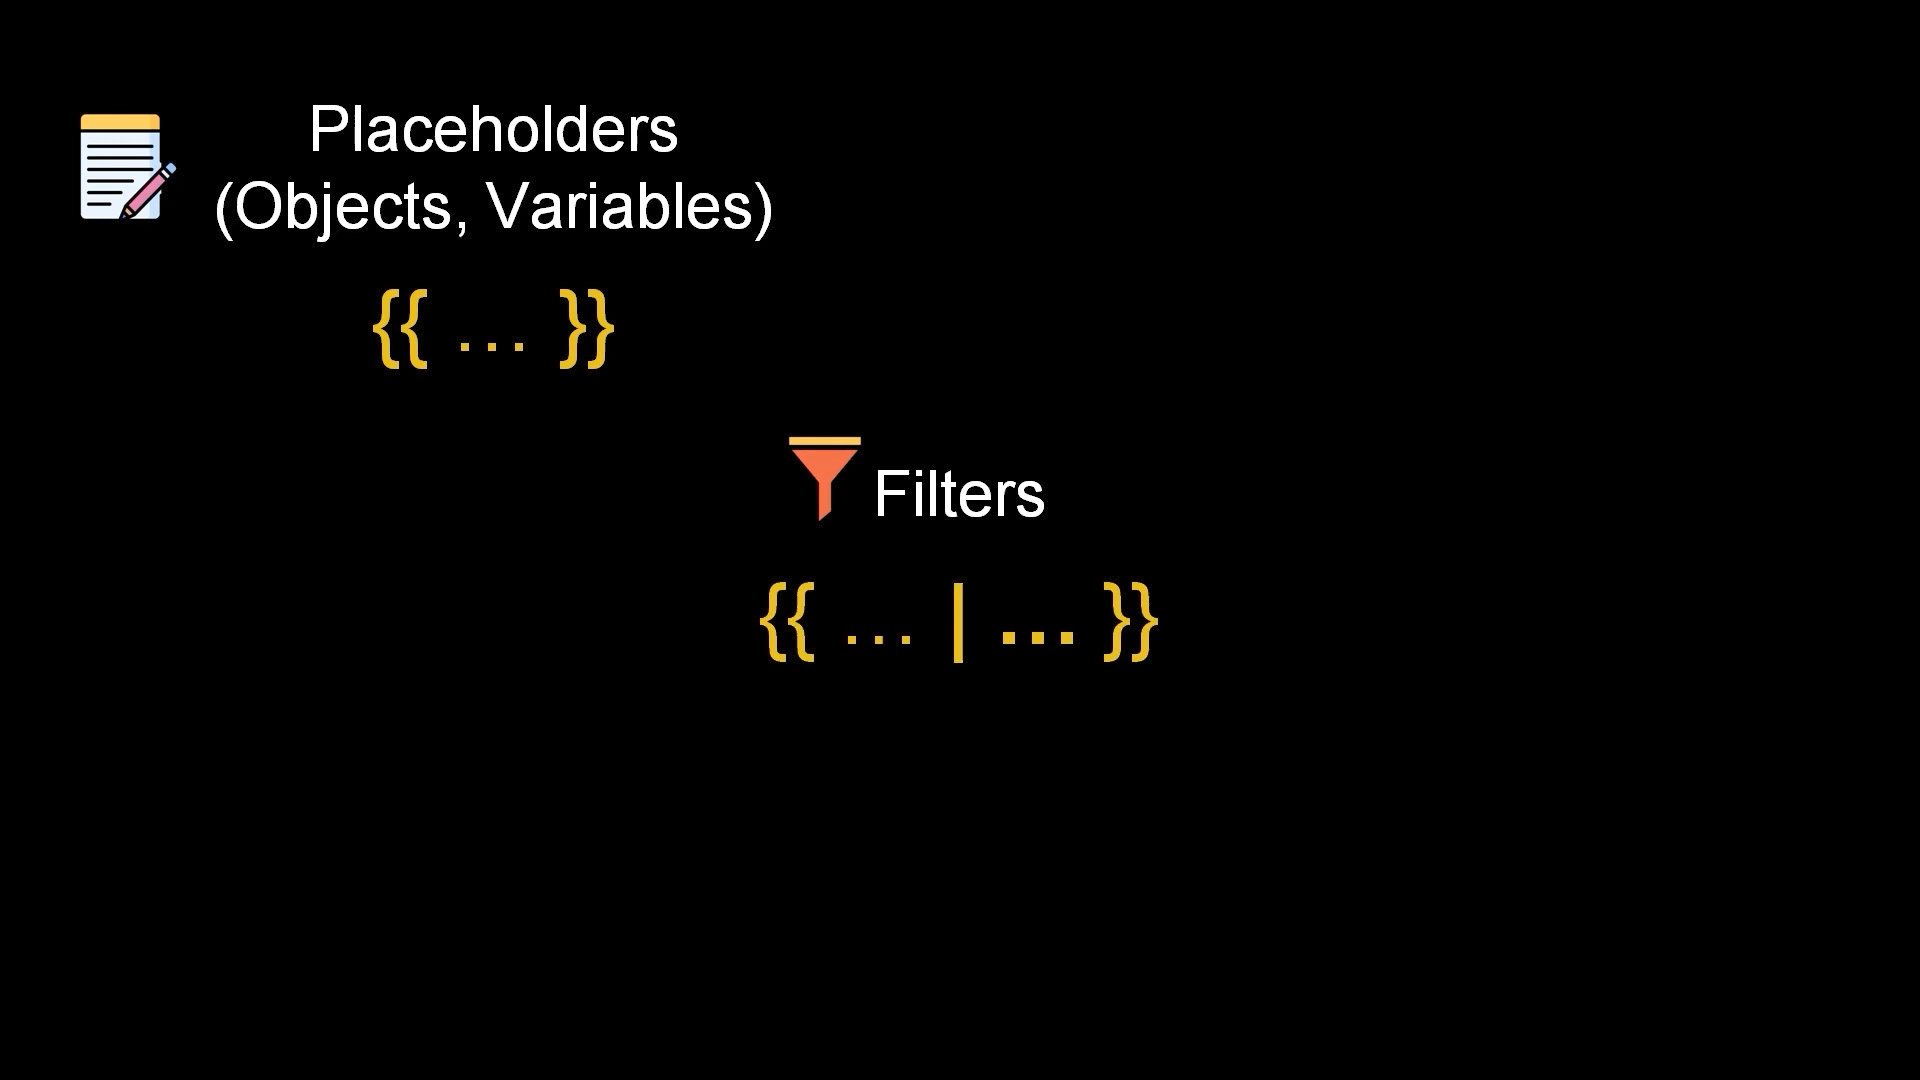 Placeholders
(Objects, Variables)
{{ ... }}
Filters
{{ ... | ... }}